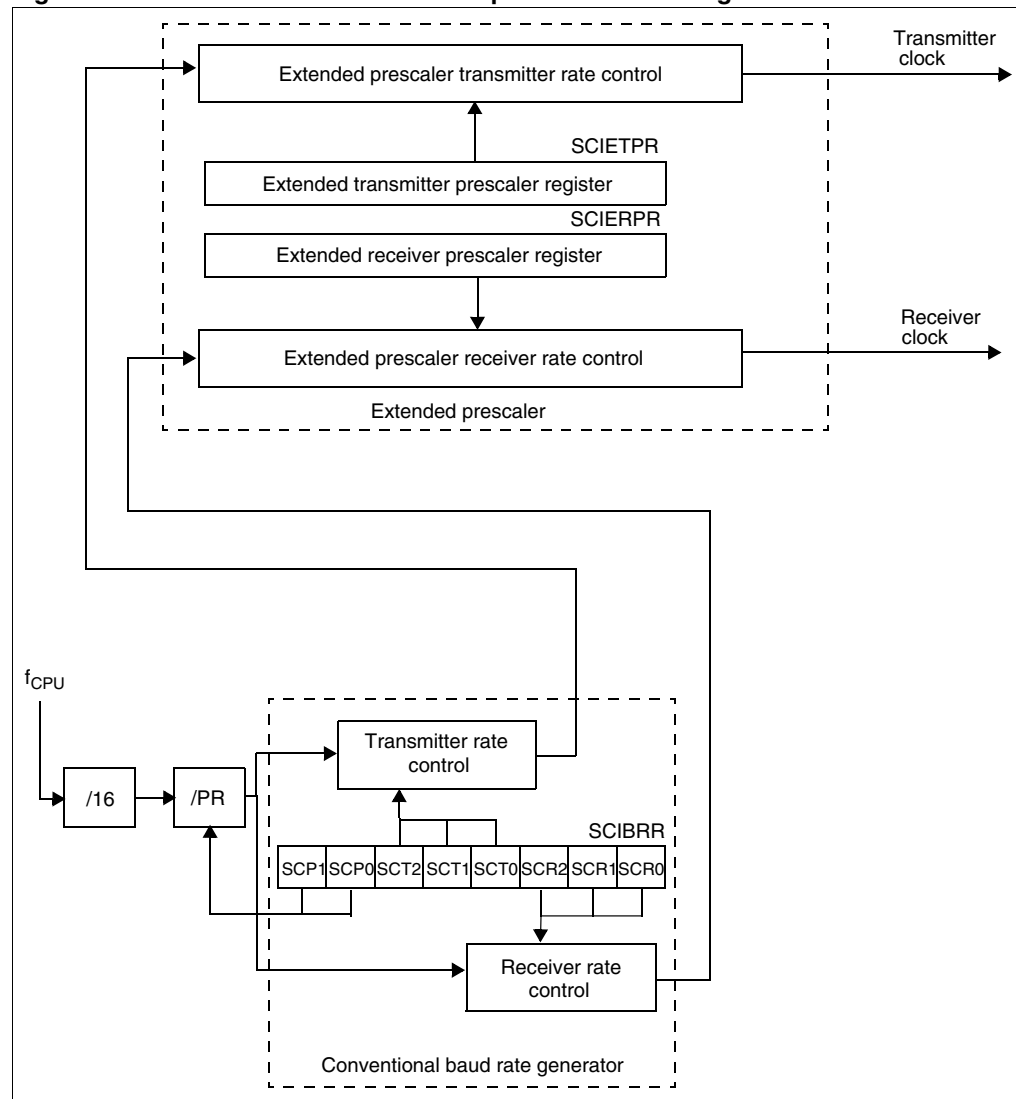 Transmitter
clock
Extended prescaler transmitter rate control
SCIETPR
Extended transmitter prescaler register
SCIERPR
Extended receiver prescaler register
Receiver
clock
Extended prescaler receiver rate control
Extended prescaler
fCPU
Transmitter rate
control
/16
/PR
SCIBRR
SCP1 SCP0 SCT2 SCT1 SCT0 SCR2 SCR1 SCR0
Receiver rate
control
Conventional baud rate generator